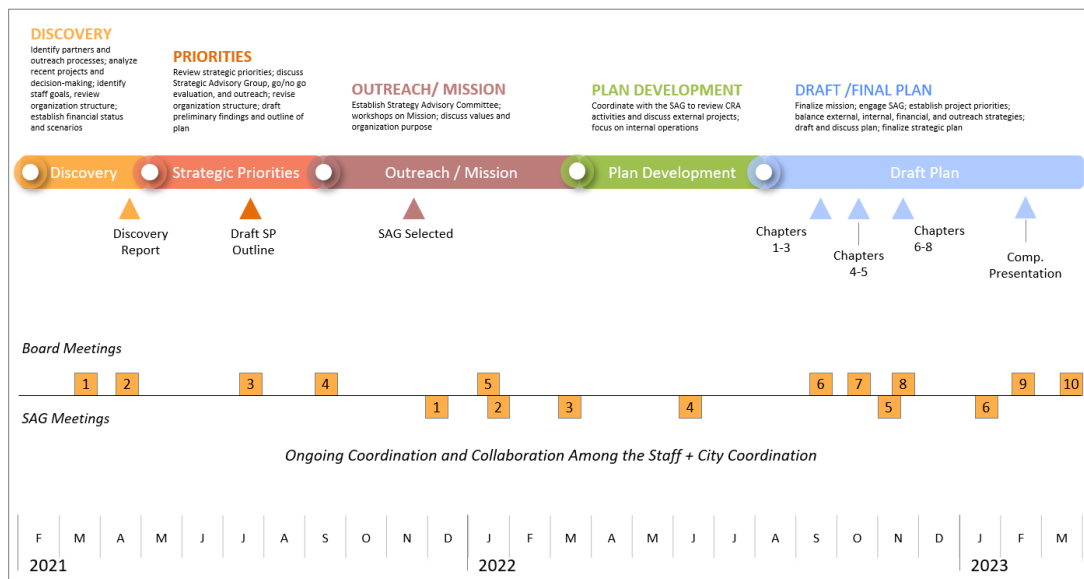 DISCOVERY
Identify partners and
outreach processes; analyze
recent projects and
decision-making; identify
staff goals, review
organization structure;
establish financial status
and scenarios
PRIORITIES
Review strategic priorities; discuss
Strategic Advisory Group, go/no go
evaluation, and outreach; revise
organization structure; draft
preliminary findings and outline of
plan
OUTREACH/ MISSION
Establish Strategy Advisory Committee;
workshops on Mission; discuss values and
organization purpose
PLAN DEVELOPMENT
Coordinate with the SAG to review CRA
activities and discuss external projects;
focus on internal operations
DRAFT /FINAL PLAN
Finalize mission; engage SAG; establish project priorities;
balance external, internal, financial, and outreach strategies;
draft and discuss plan; finalize strategic plan
Discovery
Strategic Priorities
Outreach / Mission
Plan Development
Draft Plan
Discovery
Report
Draft SP
Outline
SAG Selected
Chapters
1-3
Chapters
4-5
Chapters
6-8
Comp.
Presentation
Board Meetings
1 2 3 4 5 6 7 8 9 10
1 2 3 4 5 6
SAG Meetings
Ongoing Coordination and Collaboration Among the Staff + City Coordination
F M A M J J A S O N D J F M A M J J A S O N D J F M
2021 2022 2023